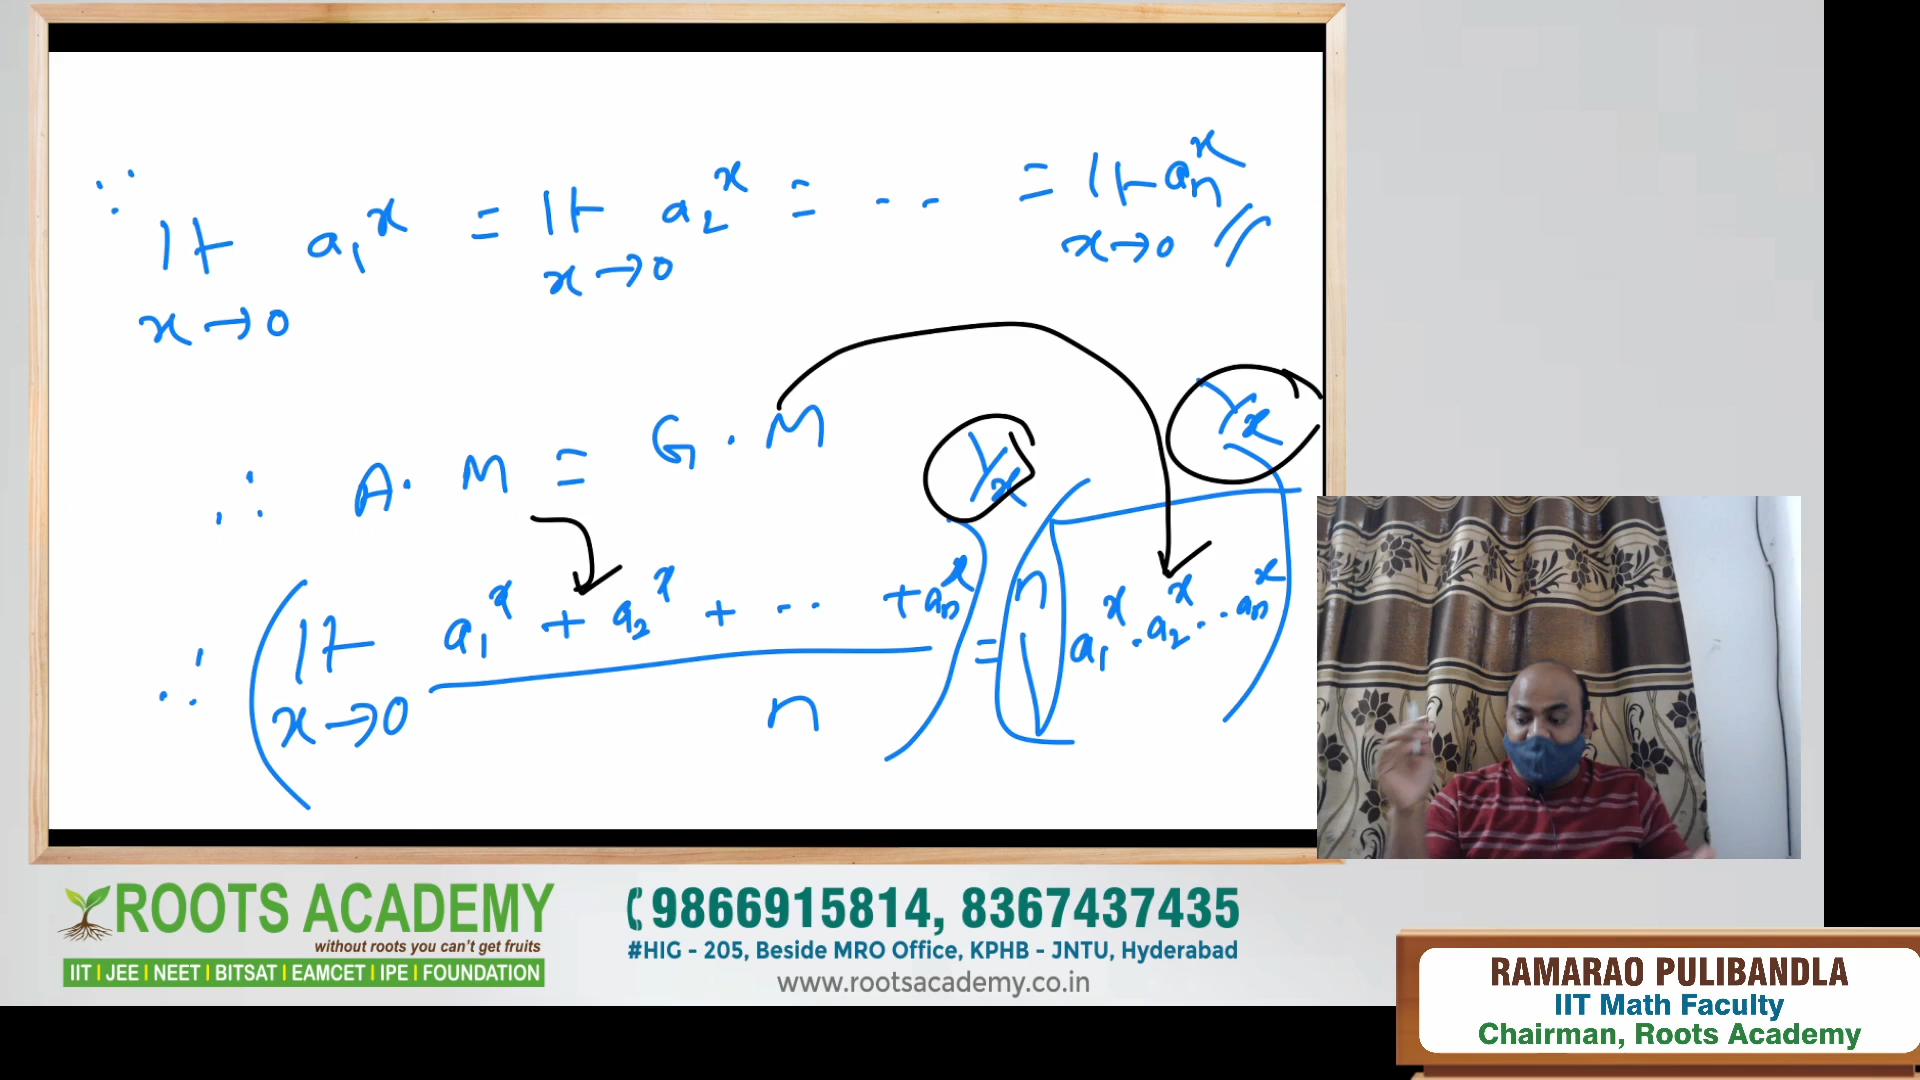 ∵ lt x→0 a₁ˣ = lt x→0 a₂ˣ = .. = lt x→0 aₙˣ //
∴ A.M = G.M
∴ ( lt x→0 (a₁ˣ + a₂ˣ + .. + aₙˣ) / n )^(1/x) = ( ⁿ√(a₁ˣ . a₂ˣ .. aₙˣ) )^(1/x)
ROOTS ACADEMY
without roots you can't get fruits
IIT | JEE | NEET | BITSAT | EAMCET | IPE | FOUNDATION
9866915814, 8367437435
#HIG - 205, Beside MRO Office, KPHB - JNTU, Hyderabad
www.rootsacademy.co.in
RAMARAO PULIBANDLA
IIT Math Faculty
Chairman, Roots Academy